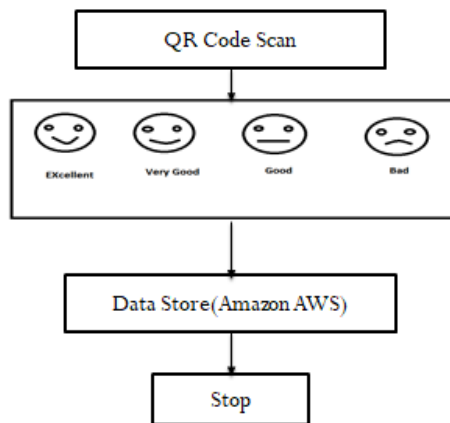 QR Code Scan
EXcellent Very Good Good Bad
Data Store(Amazon AWS)
Stop